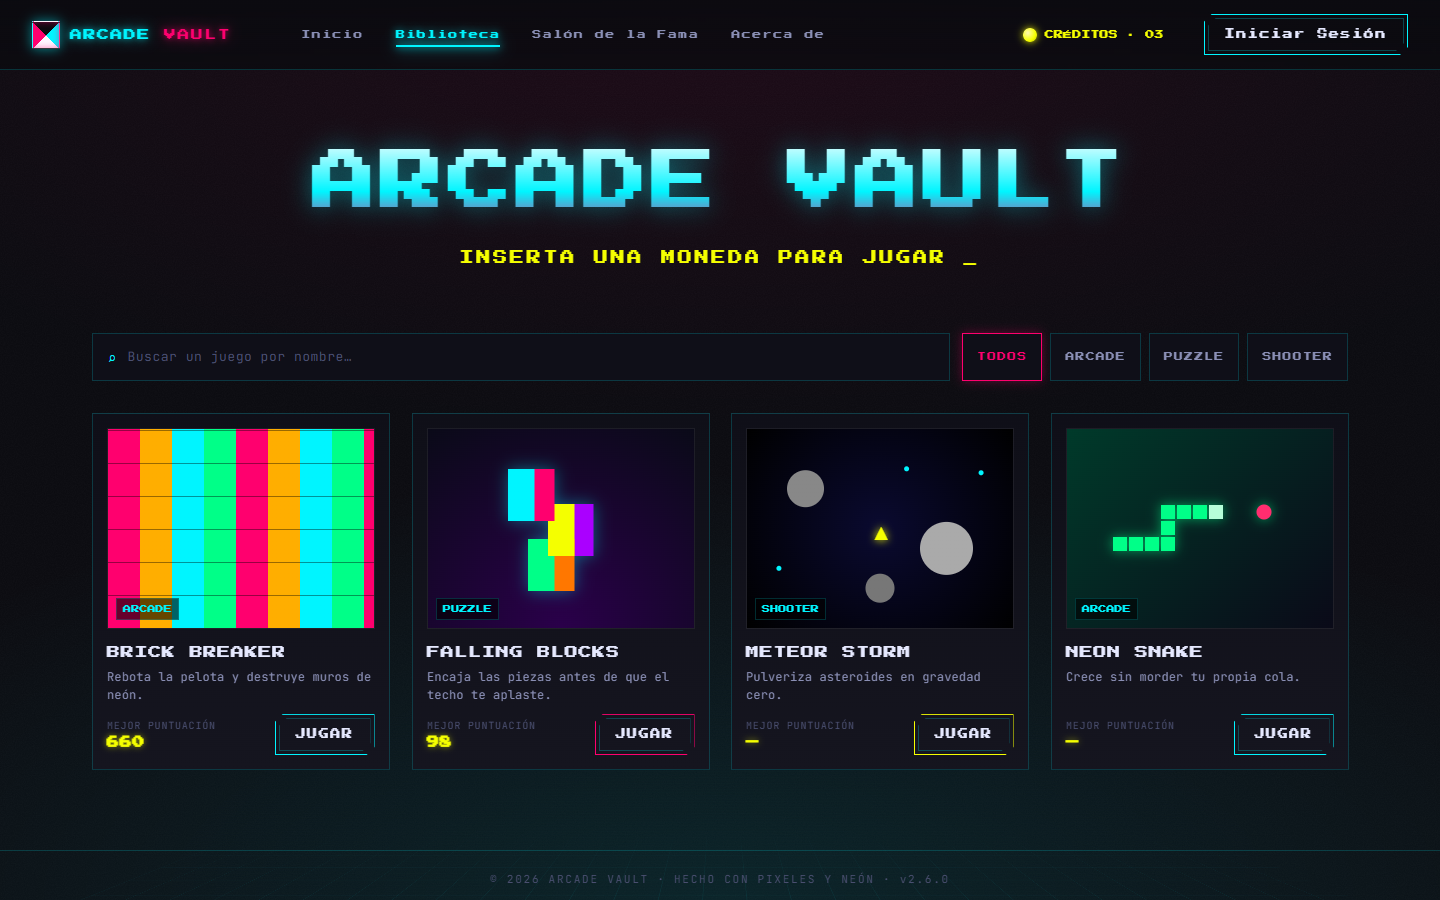 ARCADE VAULT
Inicio Biblioteca Salón de la Fama Acerca de
CRéDITOS · 03
Iniciar Sesión
ARCADE VAULT
INSERTA UNA MONEDA PARA JUGAR _
Buscar un juego por nombre…
TODOS ARCADE PUZZLE SHOOTER
ARCADE
BRICK BREAKER
Rebota la pelota y destruye muros de
neón.
MEJOR PUNTUACIÓN
660
JUGAR
PUZZLE
FALLING BLOCKS
Encaja las piezas antes de que el
techo te aplaste.
MEJOR PUNTUACIÓN
98
JUGAR
SHOOTER
METEOR STORM
Pulveriza asteroides en gravedad
cero.
MEJOR PUNTUACIÓN
—
JUGAR
ARCADE
NEON SNAKE
Crece sin morder tu propia cola.
MEJOR PUNTUACIÓN
—
JUGAR
© 2026 ARCADE VAULT · HECHO CON PIXELES Y NEÓN · v2.6.0